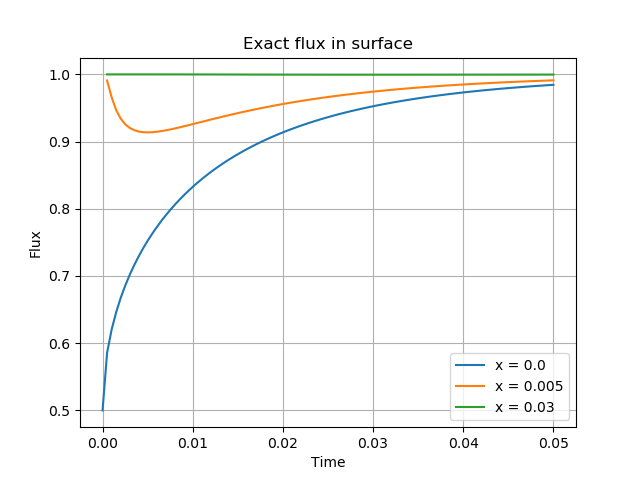 Exact flux in surface
Flux
1.0
0.9
0.8
0.7
0.6
0.5
x = 0.0
x = 0.005
x = 0.03
0.00 0.01 0.02 0.03 0.04 0.05
Time